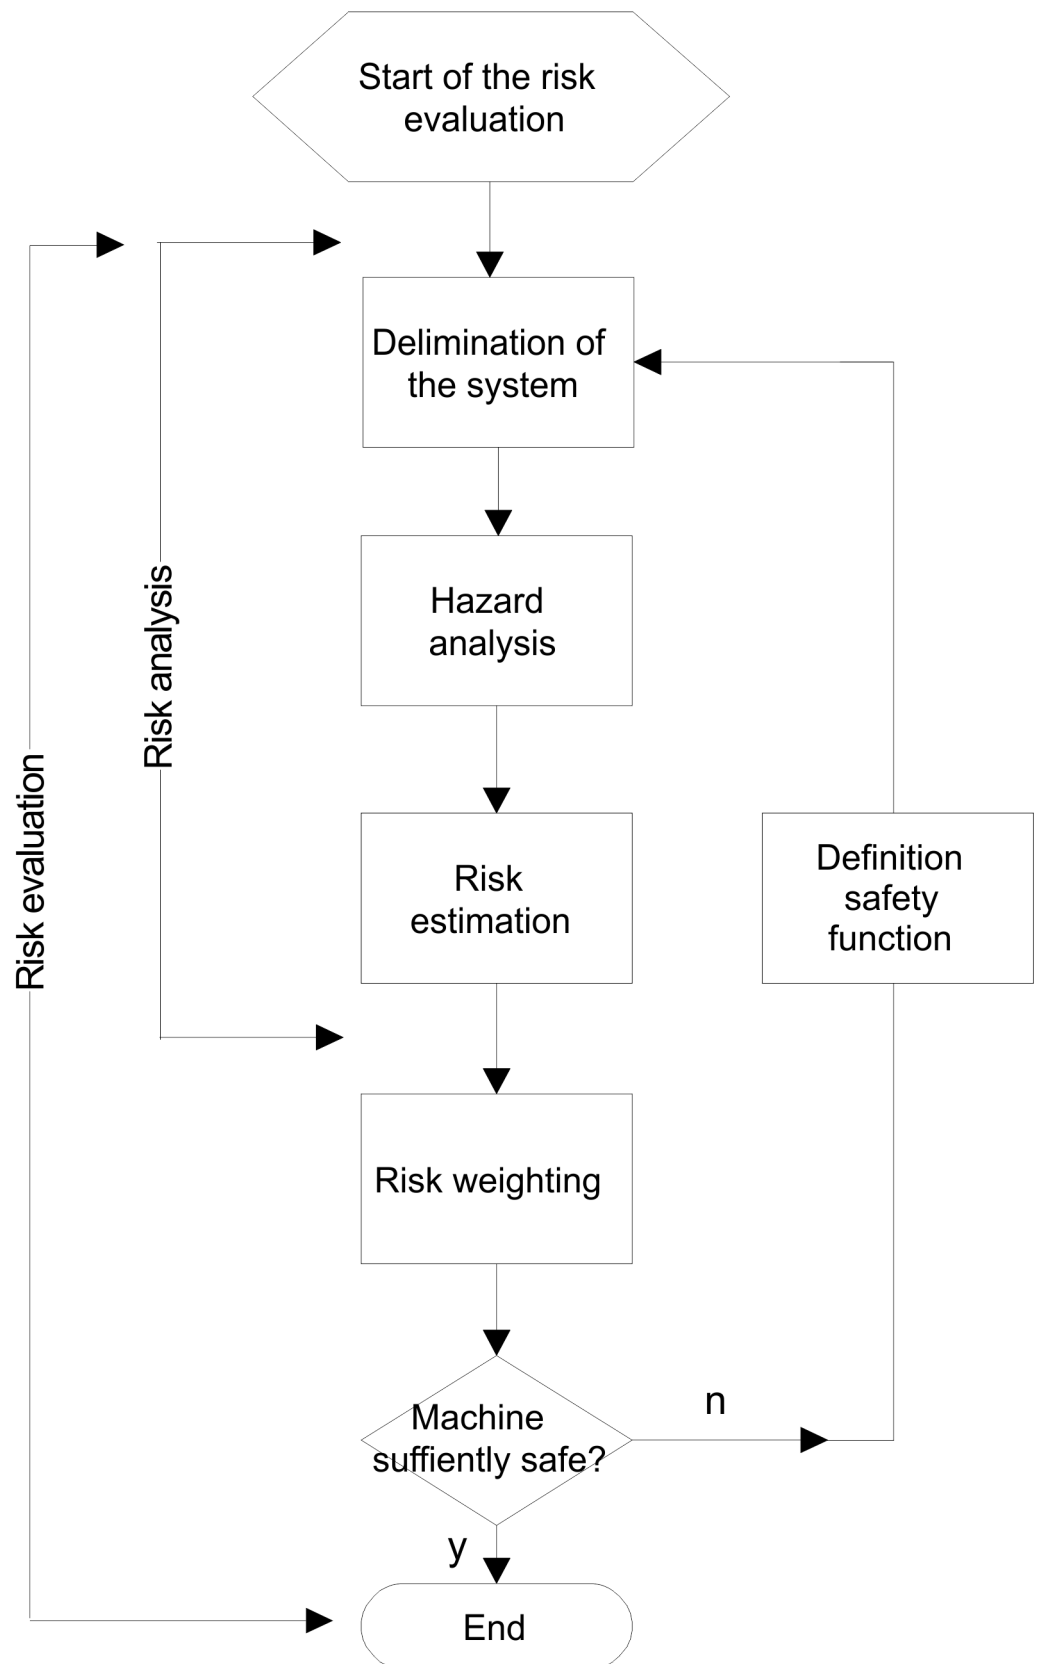 Start of the risk
evaluation
Delimination of
the system
Hazard
analysis
Risk analysis
Risk evaluation
Risk
estimation
Definition
safety
function
Risk weighting
Machine
suffiently safe?
n
y
End